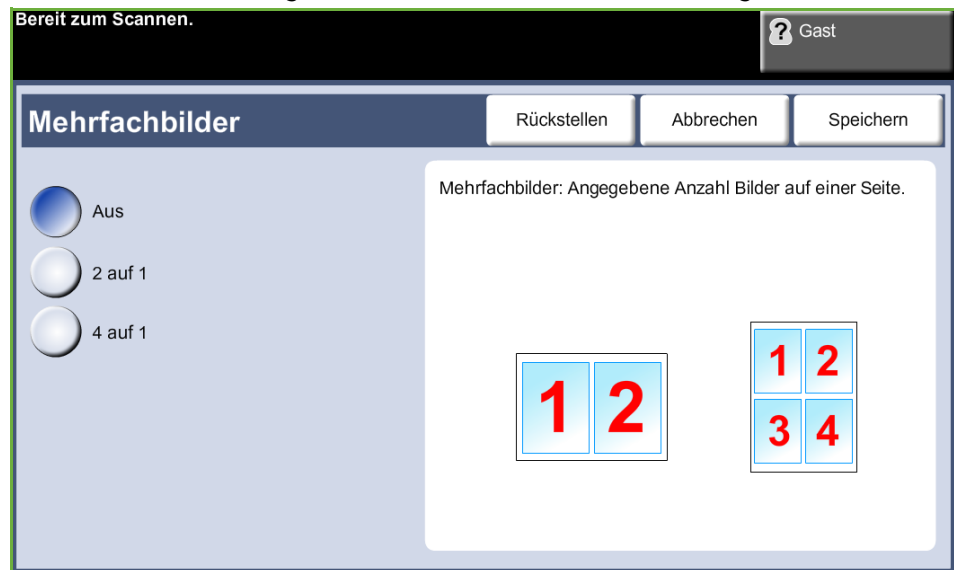 Bereit zum Scannen.
? Gast
Mehrfachbilder
Rückstellen
Abbrechen
Speichern
Aus
2 auf 1
4 auf 1
Mehrfachbilder: Angegebene Anzahl Bilder auf einer Seite.
1 2
1 2
3 4